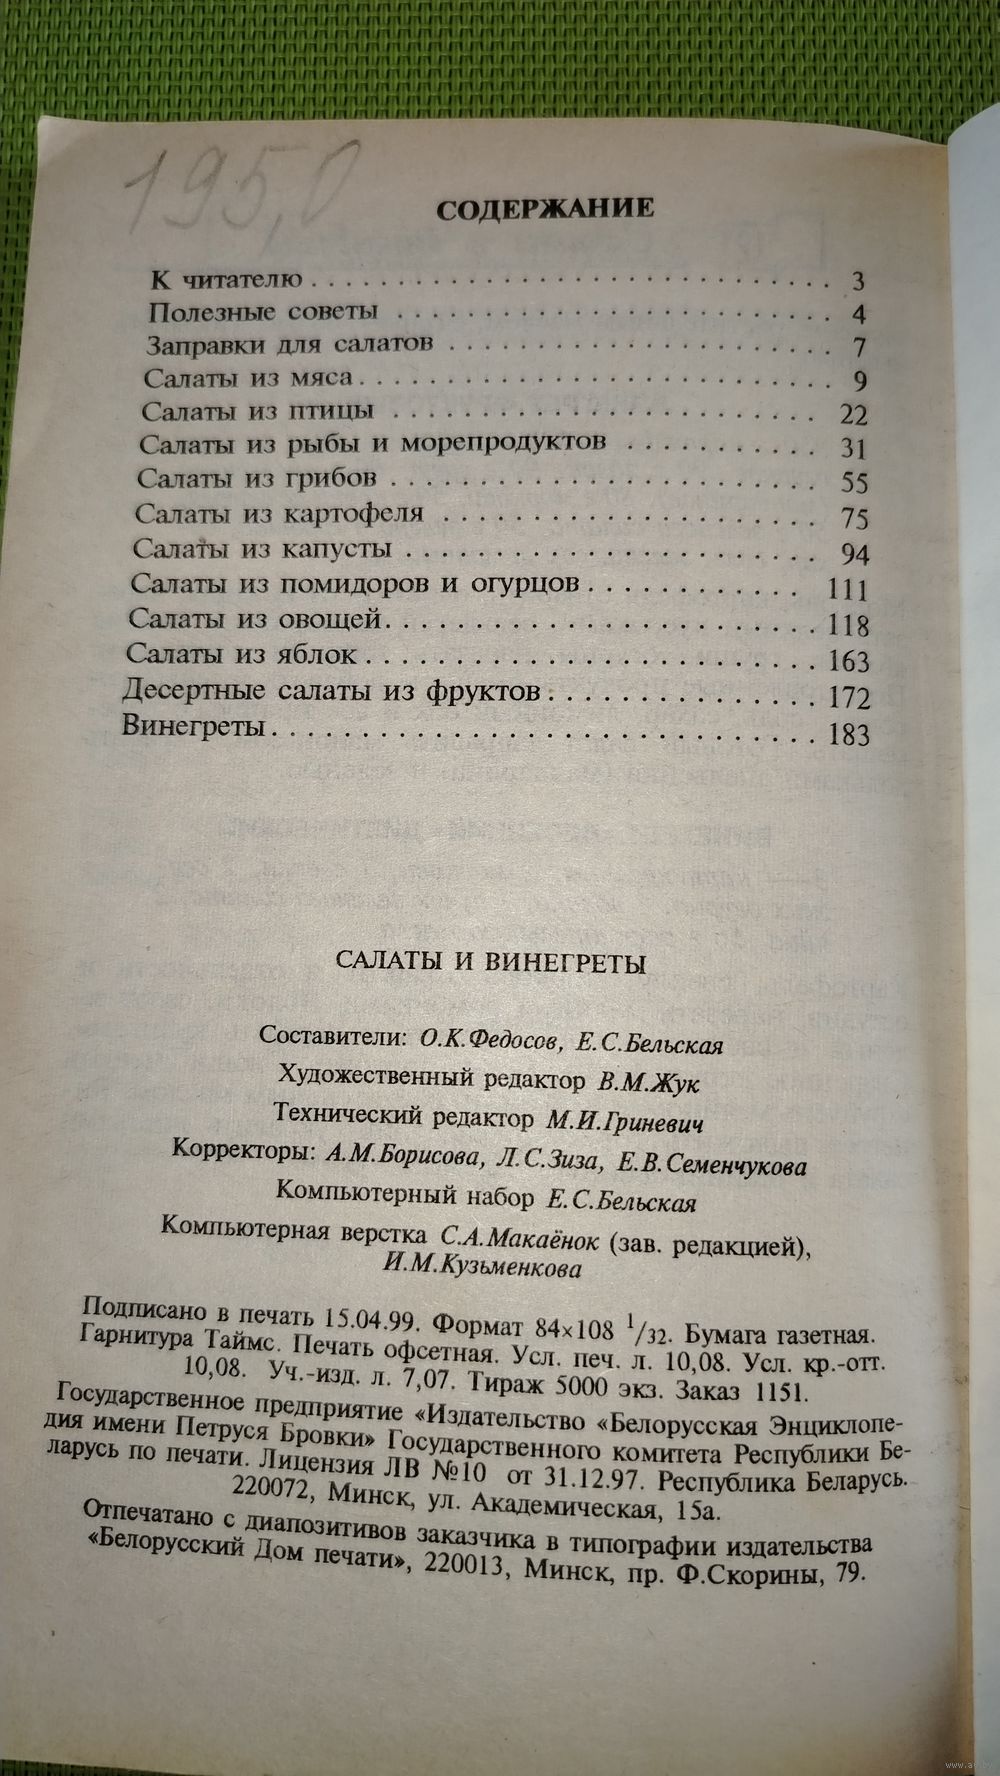 195,0
СОДЕРЖАНИЕ
К читателю . . . . . . . . . . . . . . . . . . . . . . . . . . . . . . 3
Полезные советы . . . . . . . . . . . . . . . . . . . . . . . . . 4
Заправки для салатов . . . . . . . . . . . . . . . . . . . . . . 7
Салаты из мяса . . . . . . . . . . . . . . . . . . . . . . . . . . . 9
Салаты из птицы . . . . . . . . . . . . . . . . . . . . . . . . . 22
Салаты из рыбы и морепродуктов . . . . . . . . . . . 31
Салаты из грибов . . . . . . . . . . . . . . . . . . . . . . . . 55
Салаты из картофеля . . . . . . . . . . . . . . . . . . . . . 75
Салаты из капусты . . . . . . . . . . . . . . . . . . . . . . . 94
Салаты из помидоров и огурцов . . . . . . . . . . . . 111
Салаты из овощей . . . . . . . . . . . . . . . . . . . . . . . . 118
Салаты из яблок . . . . . . . . . . . . . . . . . . . . . . . . . 163
Десертные салаты из фруктов . . . . . . . . . . . . . . . 172
Винегреты . . . . . . . . . . . . . . . . . . . . . . . . . . . . . . 183
САЛАТЫ И ВИНЕГРЕТЫ
Составители: О.К.Федосов, Е.С.Бельская
Художественный редактор В.М.Жук
Технический редактор М.И.Гриневич
Корректоры: А.М.Борисова, Л.С.Зиза, Е.В.Семенчукова
Компьютерный набор Е.С.Бельская
Компьютерная верстка С.А.Макаёнок (зав. редакцией),
И.М.Кузьменкова
Подписано в печать 15.04.99. Формат 84×108 1/32. Бумага газетная.
Гарнитура Таймс. Печать офсетная. Усл. печ. л. 10,08. Усл. кр.-отт.
10,08. Уч.-изд. л. 7,07. Тираж 5000 экз. Заказ 1151.
Государственное предприятие «Издательство «Белорусская Энциклопе-
дия имени Петруся Бровки» Государственного комитета Республики Бе-
ларусь по печати. Лицензия ЛВ №10 от 31.12.97. Республика Беларусь.
220072, Минск, ул. Академическая, 15а.
Отпечатано с диапозитивов заказчика в типографии издательства
«Белорусский Дом печати», 220013, Минск, пр. Ф.Скорины, 79.